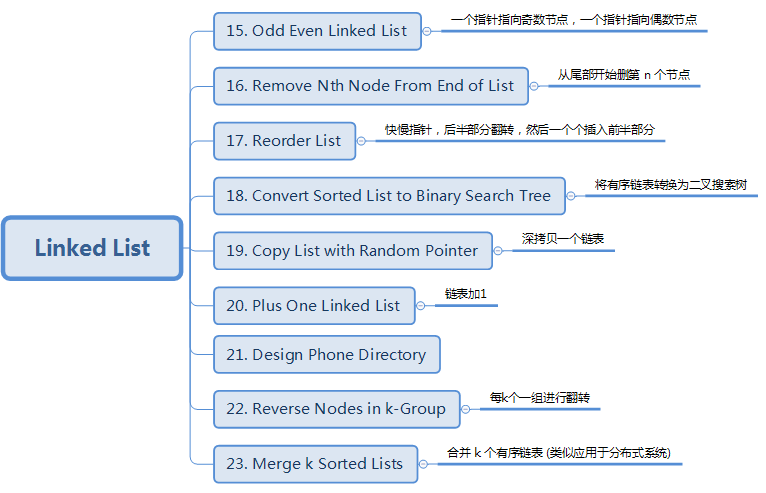 15. Odd Even Linked List
一个指针指向奇数节点，一个指针指向偶数节点
16. Remove Nth Node From End of List
从尾部开始删第 n 个节点
17. Reorder List
快慢指针，后半部分翻转，然后一个个插入前半部分
18. Convert Sorted List to Binary Search Tree
将有序链表转换为二叉搜索树
Linked List
19. Copy List with Random Pointer
深拷贝一个链表
20. Plus One Linked List
链表加1
21. Design Phone Directory
22. Reverse Nodes in k-Group
每k个一组进行翻转
23. Merge k Sorted Lists
合并 k 个有序链表 (类似应用于分布式系统)